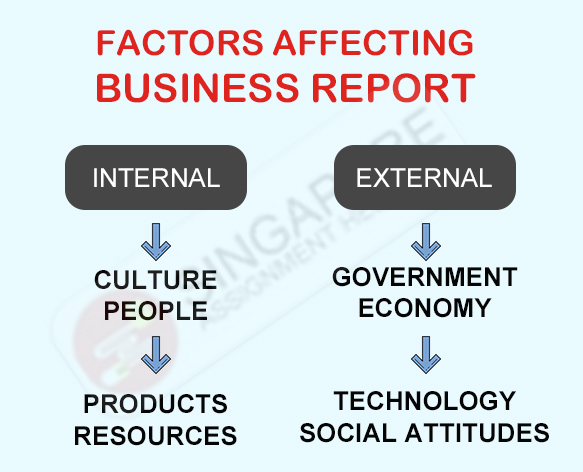 FACTORS AFFECTING
BUSINESS REPORT
INTERNAL
CULTURE
PEOPLE
PRODUCTS
RESOURCES
EXTERNAL
GOVERNMENT
ECONOMY
TECHNOLOGY
SOCIAL ATTITUDES